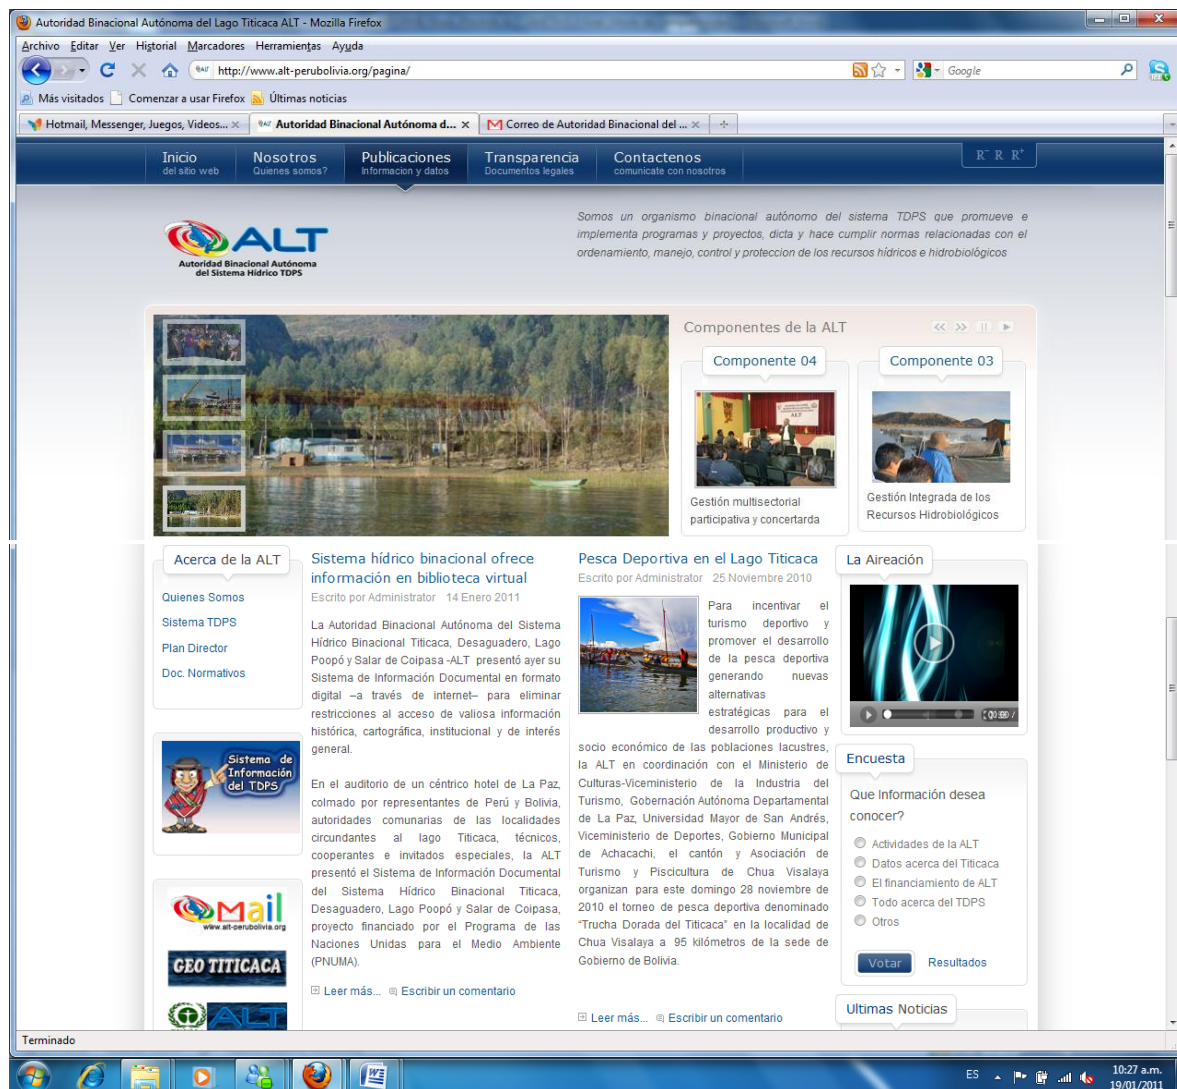 Autoridad Binacional Autónoma del Lago Titicaca ALT - Mozilla Firefox
Archivo Editar Ver Historial Marcadores Herramientas Ayuda
http://www.alt-perubolivia.org/pagina/
Google
Más visitados Comenzar a usar Firefox Últimas noticias
Hotmail, Messenger, Juegos, Videos...
Autoridad Binacional Autónoma d...
Correo de Autoridad Binacional del ...
Inicio
del sitio web
Nosotros
Quienes somos?
Publicaciones
Informacion y datos
Transparencia
Documentos legales
Contactenos
comunicate con nosotros
R- R R+
ALT
Autoridad Binacional Autónoma
del Sistema Hídrico TDPS
Somos un organismo binacional autónomo del sistema TDPS que promueve e
implementa programas y proyectos, dicta y hace cumplir normas relacionadas con el
ordenamiento, manejo, control y proteccion de los recursos hídricos e hidrobiológicos
Componentes de la ALT
Componente 04
ALT
Gestión multisectorial
participativa y concertarda
Componente 03
Gestión Integrada de los
Recursos Hidrobiológicos
Acerca de la ALT
Quienes Somos
Sistema TDPS
Plan Director
Doc. Normativos
Sistema de
Información
del TDPS
Mail
www.alt-perubolivia.org
GEO TITICACA
ALT
Sistema hídrico binacional ofrece
información en biblioteca virtual
Escrito por Administrator 14 Enero 2011
La Autoridad Binacional Autónoma del Sistema
Hídrico Binacional Titicaca, Desaguadero, Lago
Poopó y Salar de Coipasa -ALT presentó ayer su
Sistema de Información Documental en formato
digital –a través de internet– para eliminar
restricciones al acceso de valiosa información
histórica, cartográfica, institucional y de interés
general.
En el auditorio de un céntrico hotel de La Paz,
colmado por representantes de Perú y Bolivia,
autoridades comunarias de las localidades
circundantes al lago Titicaca, técnicos,
cooperantes e invitados especiales, la ALT
presentó el Sistema de Información Documental
del Sistema Hídrico Binacional Titicaca,
Desaguadero, Lago Poopó y Salar de Coipasa,
proyecto financiado por el Programa de las
Naciones Unidas para el Medio Ambiente
(PNUMA).
Leer más... Escribir un comentario
Pesca Deportiva en el Lago Titicaca
Escrito por Administrator 25 Noviembre 2010
Para incentivar el
turismo deportivo y
promover el desarrollo
de la pesca deportiva
generando nuevas
alternativas
estratégicas para el
desarrollo productivo y
socio económico de las poblaciones lacustres,
la ALT en coordinación con el Ministerio de
Culturas-Viceministerio de la Industria del
Turismo, Gobernación Autónoma Departamental
de La Paz, Universidad Mayor de San Andrés,
Viceministerio de Deportes, Gobierno Municipal
de Achacachi, el cantón y Asociación de
Turismo y Piscicultura de Chua Visalaya
organizan para este domingo 28 noviembre de
2010 el torneo de pesca deportiva denominado
“Trucha Dorada del Titicaca” en la localidad de
Chua Visalaya a 95 kilómetros de la sede de
Gobierno de Bolivia.
Leer más... Escribir un comentario
La Aireación
Encuesta
Que Información desea
conocer?
Actividades de la ALT
Datos acerca del Titicaca
El financiamiento de ALT
Todo acerca del TDPS
Otros
Votar Resultados
Ultimas Noticias
Terminado
ES
10:27 a.m.
19/01/2011